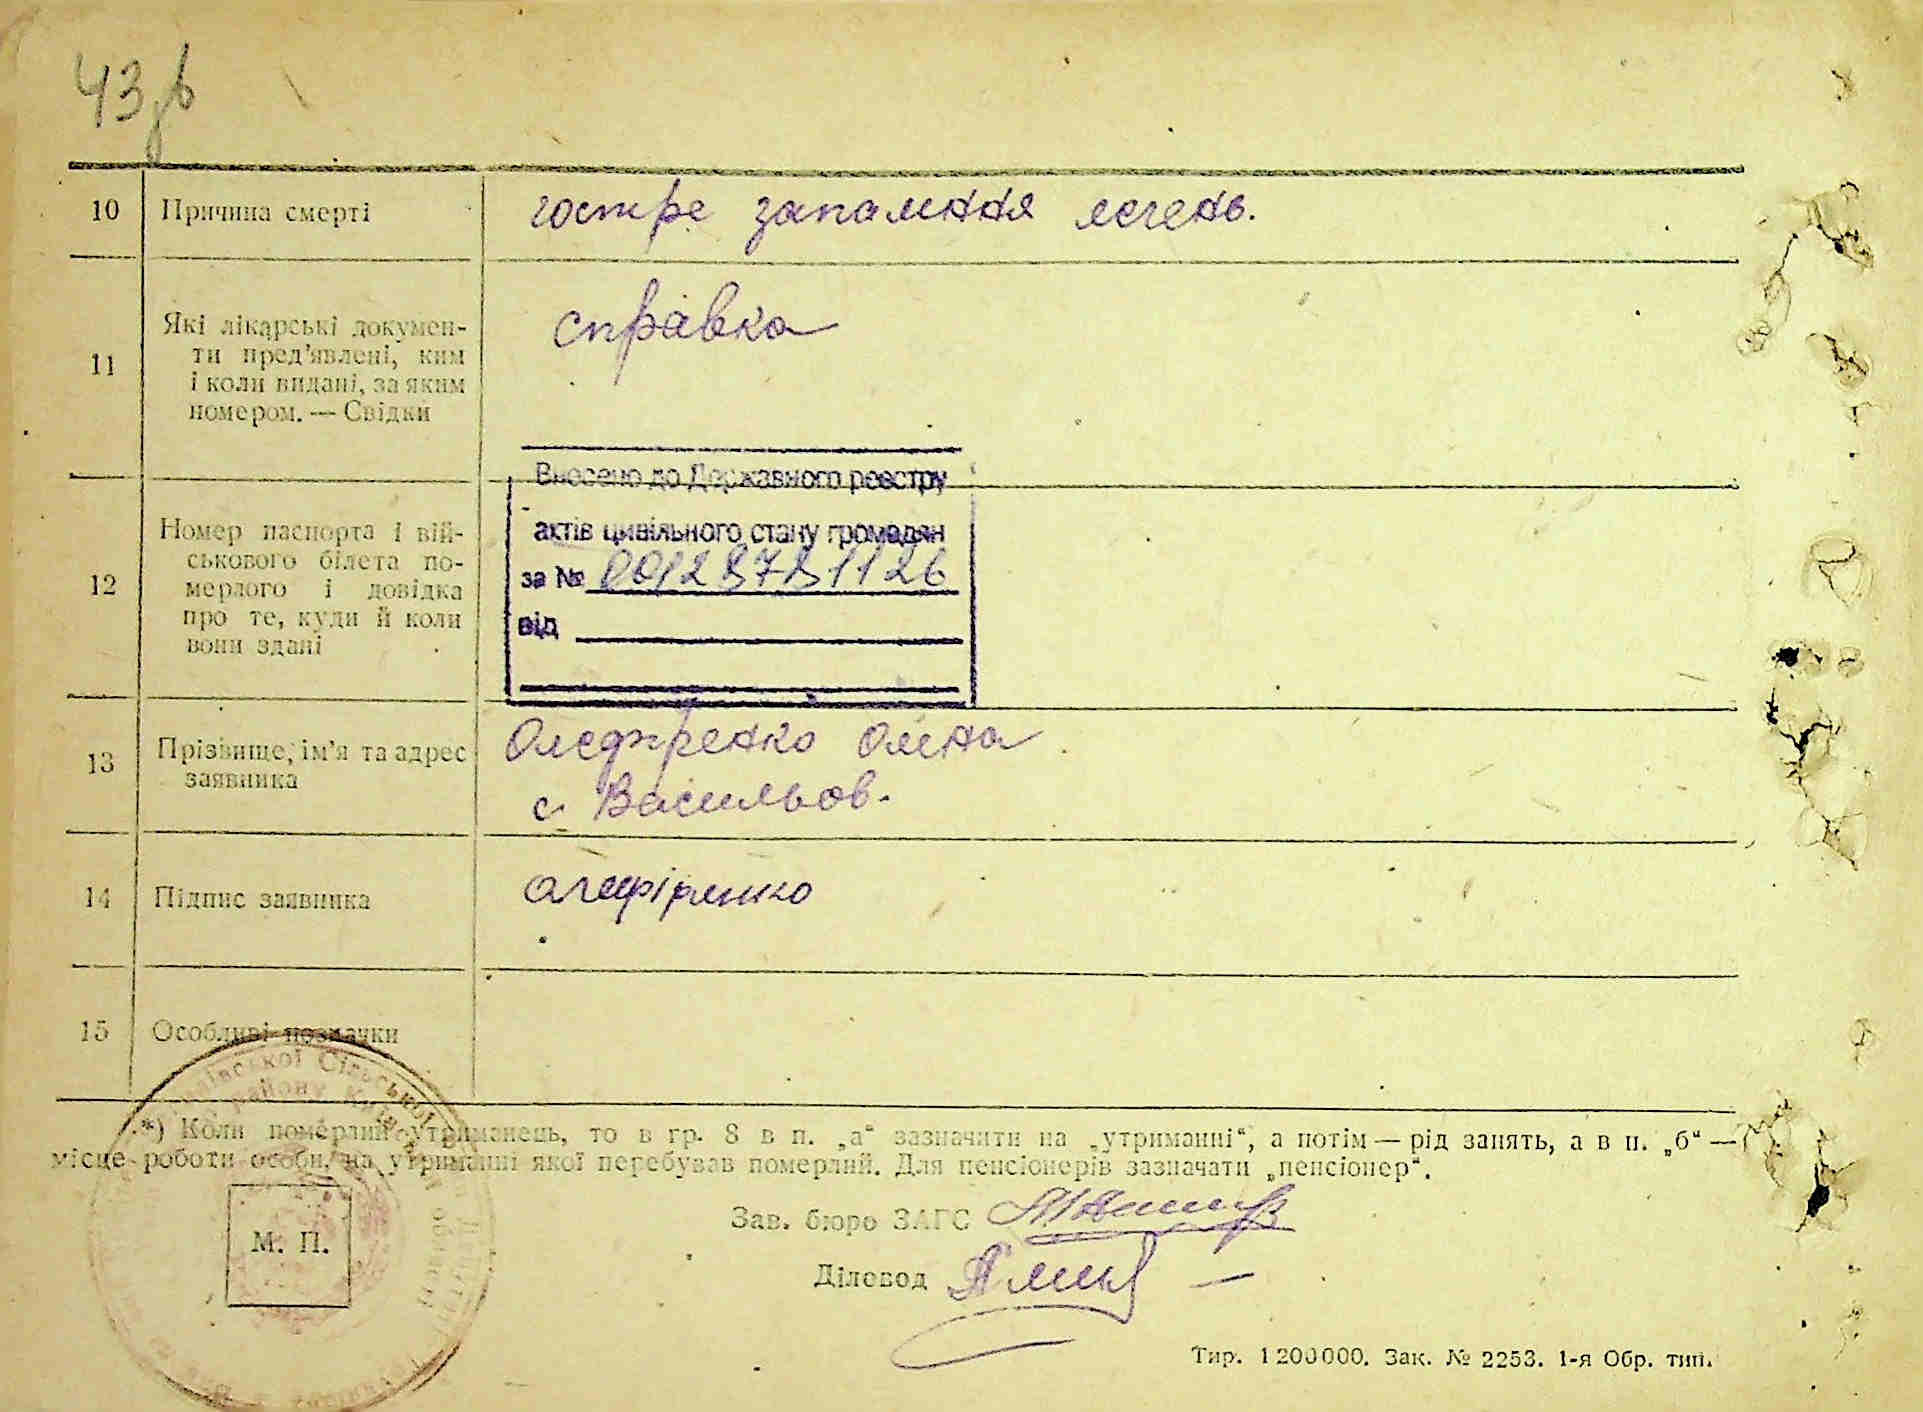 43
10 Причина смерті гостре запалення легень.
11 Які лікарські докумен-
ти пред'явлені, ким
і коли видані, за яким
номером. — Свідки
справка
Внесено до Державного реєстру
актів цивільного стану громадян
за № 00128781126
від
12 Номер паспорта і вій-
ськового білета по-
мерлого і довідка
про те, куди й коли
вони здані
13 Прізвище, ім'я та адрес
заявника
Олефіренко Олена
с. Васильов.
14 Підпис заявника олефіренко
15 Особливі позначки
*) Коли померлий утриманець, то в гр. 8 в п. „а“ зазначити на „утриманні“, а потім — рід занять, а в п. „б“ —
місце роботи особи, на утриманні якої перебував померлий. Для пенсіонерів зазначати „пенсіонер“.
Зав. бюро ЗАГС
М. П.
Діловод
Тир. 1200000. Зак. № 2253. 1-я Обр. тип.